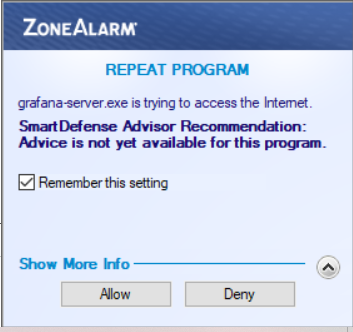 ZONEALARM
REPEAT PROGRAM
grafana-server.exe is trying to access the Internet.
SmartDefense Advisor Recommendation:
Advice is not yet available for this program.
Remember this setting
Show More Info
Allow Deny